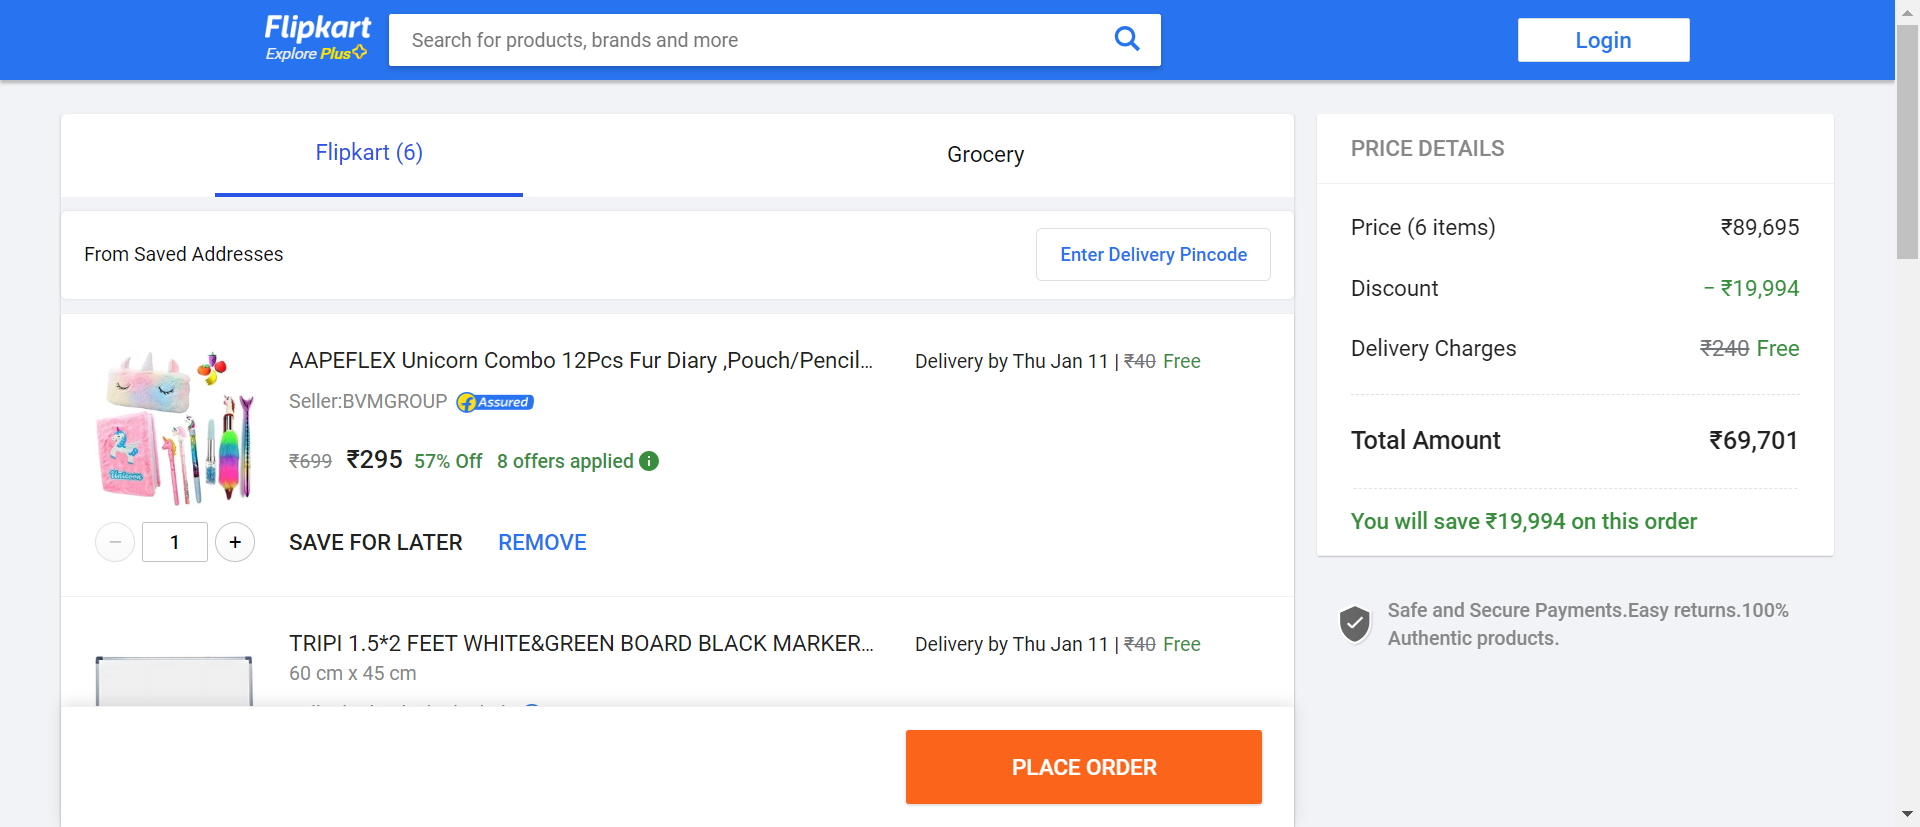 Flipkart
Explore Plus
Search for products, brands and more
Login
Flipkart (6)
Grocery
From Saved Addresses
Enter Delivery Pincode
AAPEFLEX Unicorn Combo 12Pcs Fur Diary ,Pouch/Pencil...
Delivery by Thu Jan 11 | ₹40 Free
Seller:BVMGROUP
Assured
₹699 ₹295 57% Off 8 offers applied
Unicorn
1
SAVE FOR LATER
REMOVE
TRIPI 1.5*2 FEET WHITE&GREEN BOARD BLACK MARKER...
Delivery by Thu Jan 11 | ₹40 Free
60 cm x 45 cm
PLACE ORDER
PRICE DETAILS
Price (6 items) ₹89,695
Discount − ₹19,994
Delivery Charges ₹240 Free
Total Amount ₹69,701
You will save ₹19,994 on this order
Safe and Secure Payments.Easy returns.100%
Authentic products.